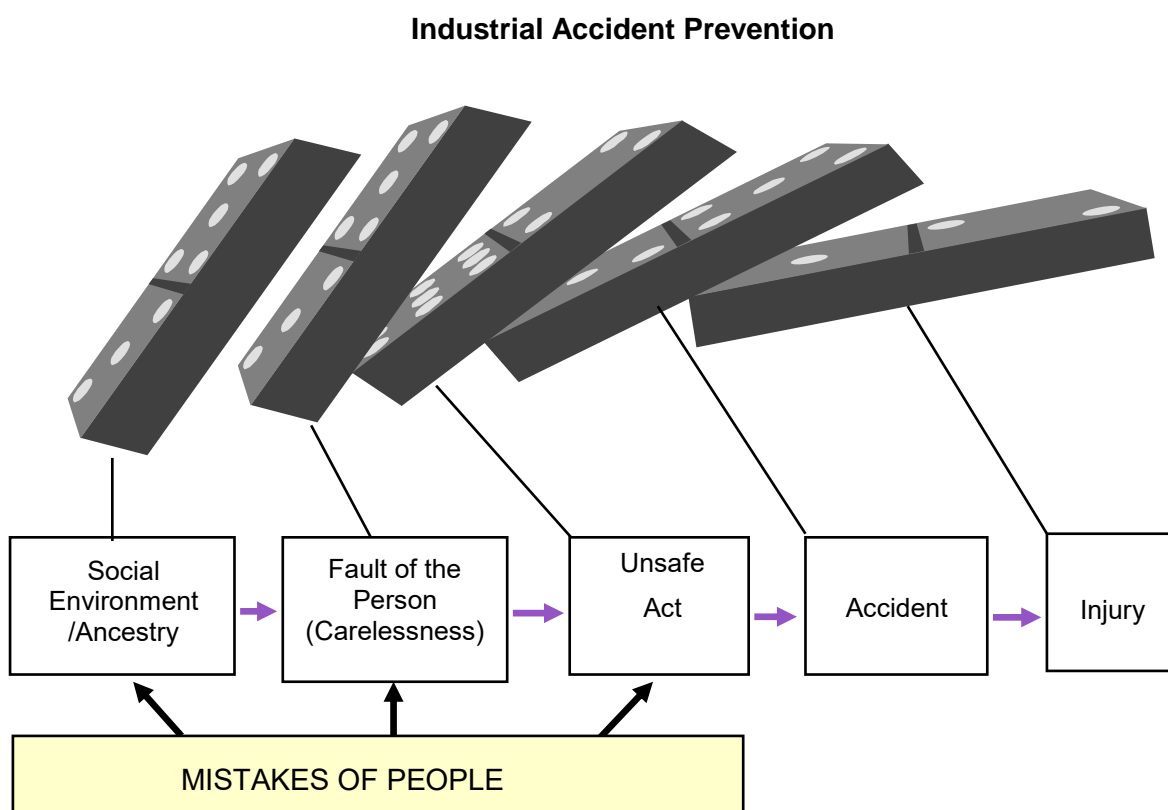 Industrial Accident Prevention
Social
Environment
/Ancestry
Fault of the
Person
(Carelessness)
Unsafe
Act
Accident
Injury
MISTAKES OF PEOPLE